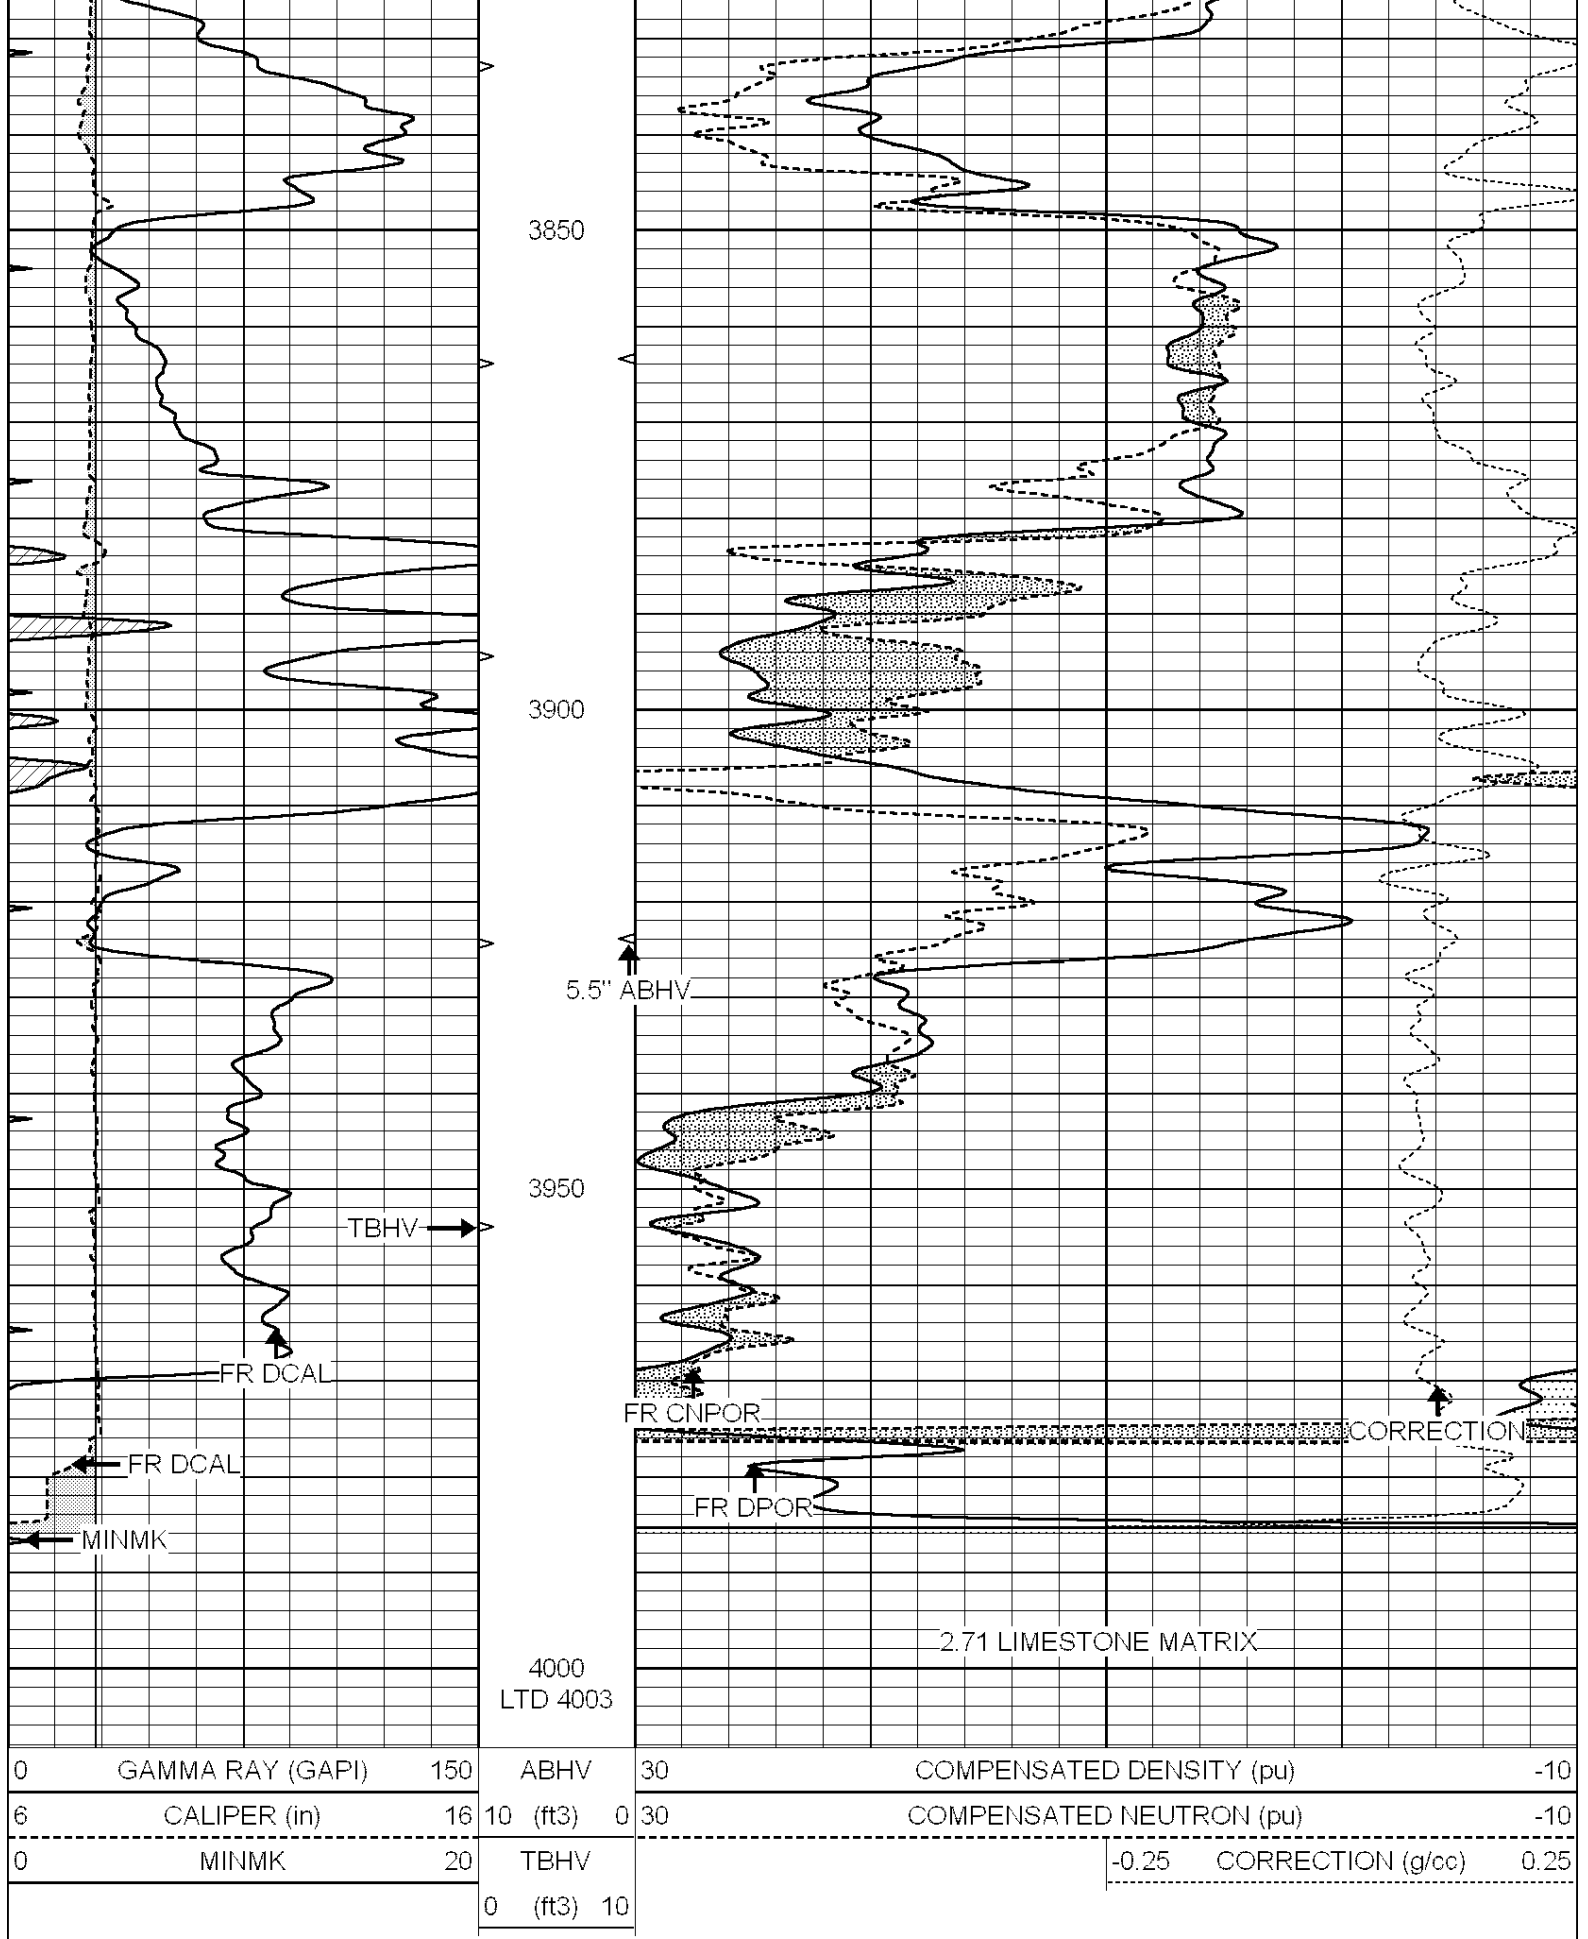 3850
3900
5.5" ABHV
3950
TBHV
FR DCAL
FR CNPOR
CORRECTION
FR DCAL
FR DPOR
MINMK
2.71 LIMESTONE MATRIX
4000
LTD 4003
0 GAMMA RAY (GAPI) 150 ABHV 30 COMPENSATED DENSITY (pu) -10
6 CALIPER (in) 16 10 (ft3) 0 30 COMPENSATED NEUTRON (pu) -10
0 MINMK 20 TBHV -0.25 CORRECTION (g/cc) 0.25
0 (ft3) 10